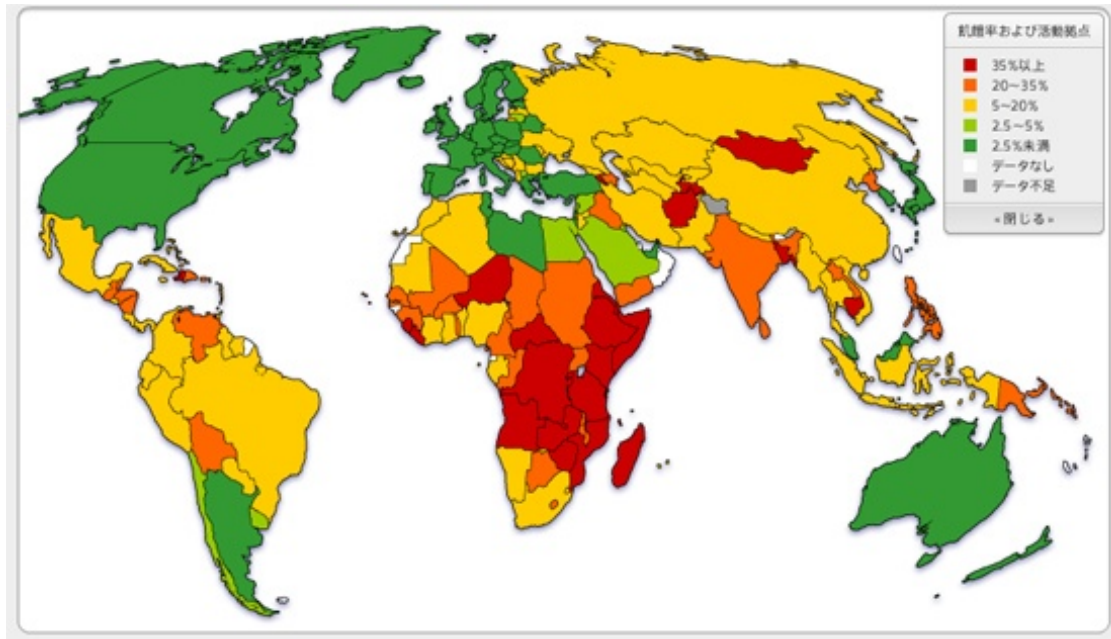 飢餓率および活動拠点
35%以上
20～35%
5～20%
2.5～5%
2.5%未満
データなし
データ不足
«閉じる»